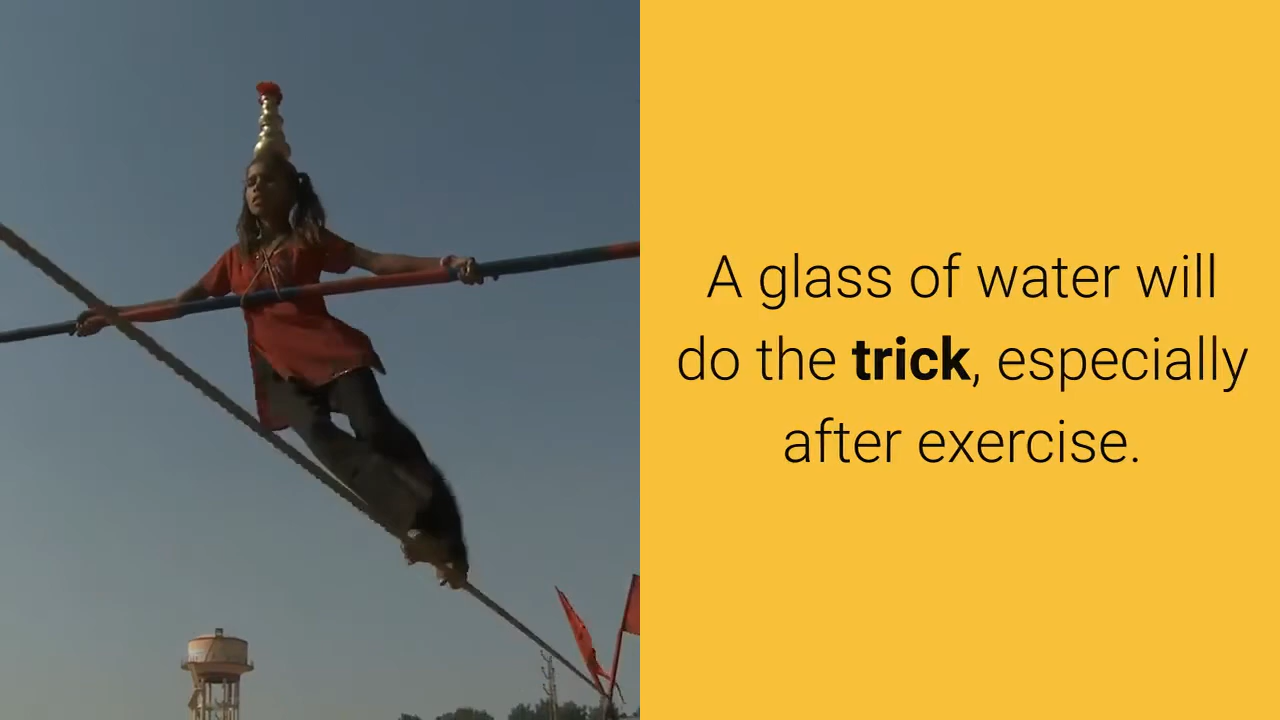 A glass of water will
do the trick, especially
after exercise.